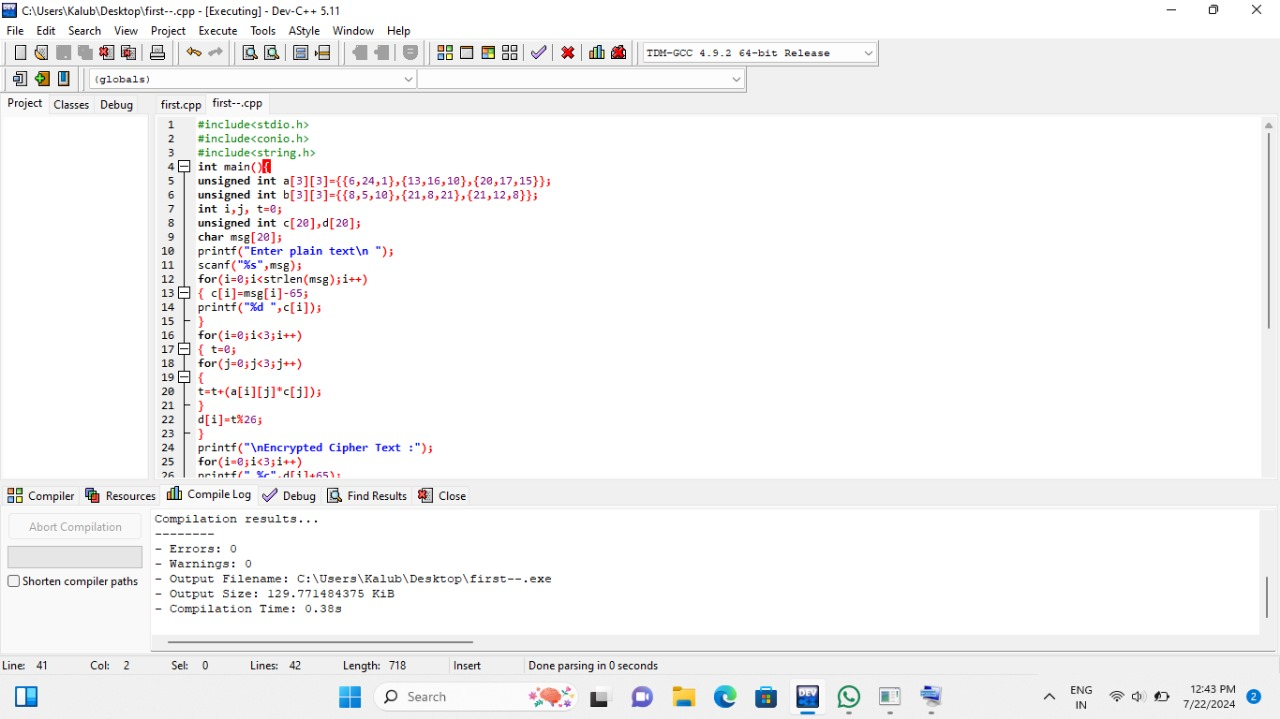 C:\Users\Kalub\Desktop\first--.cpp - [Executing] - Dev-C++ 5.11
File Edit Search View Project Execute Tools AStyle Window Help
TDM-GCC 4.9.2 64-bit Release
(globals)
Project Classes Debug first.cpp first--.cpp
1 #include<stdio.h>
2 #include<conio.h>
3 #include<string.h>
4 int main(){
5 unsigned int a[3][3]={{6,24,1},{13,16,10},{20,17,15}};
6 unsigned int b[3][3]={{8,5,10},{21,8,21},{21,12,8}};
7 int i,j, t=0;
8 unsigned int c[20],d[20];
9 char msg[20];
10 printf("Enter plain text\n ");
11 scanf("%s",msg);
12 for(i=0;i<strlen(msg);i++)
13 { c[i]=msg[i]-65;
14 printf("%d ",c[i]);
15 }
16 for(i=0;i<3;i++)
17 { t=0;
18 for(j=0;j<3;j++)
19 {
20 t=t+(a[i][j]*c[j]);
21 }
22 d[i]=t%26;
23 }
24 printf("\nEncrypted Cipher Text :");
25 for(i=0;i<3;i++)
26 printf(" %c",d[i]+65);
Compiler Resources Compile Log Debug Find Results Close
Abort Compilation
Shorten compiler paths
Compilation results...
--------
- Errors: 0
- Warnings: 0
- Output Filename: C:\Users\Kalub\Desktop\first--.exe
- Output Size: 129.771484375 KiB
- Compilation Time: 0.38s
Line: 41 Col: 2 Sel: 0 Lines: 42 Length: 718 Insert Done parsing in 0 seconds
Search
DEV
ENG
IN
12:43 PM
7/22/2024
2